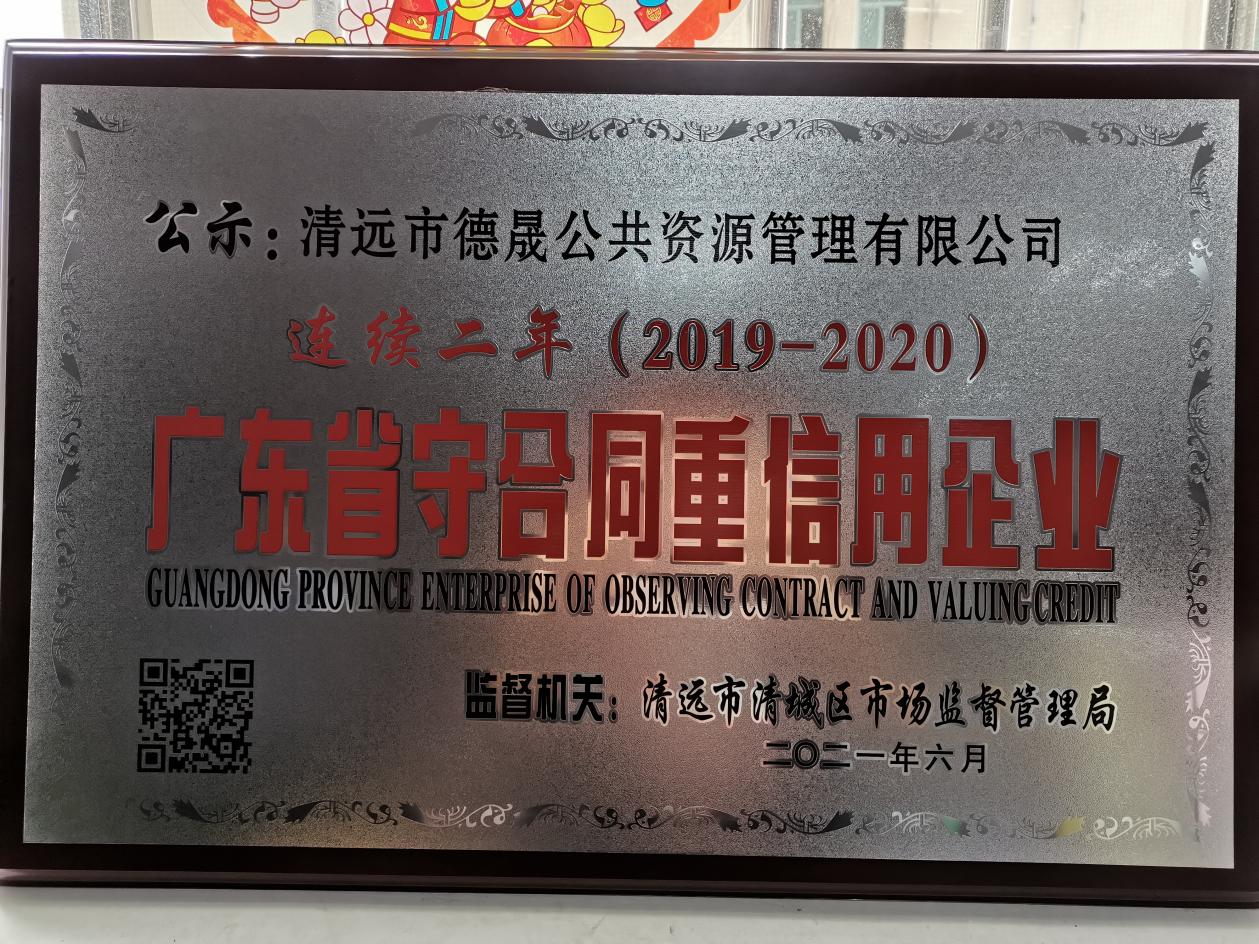 公示：清远市德晟公共资源管理有限公司
连续二年（2019-2020）
广东省守合同重信用企业
GUANGDONG PROVINCE ENTERPRISE OF OBSERVING CONTRACT AND VALUING CREDIT
监督机关：清远市清城区市场监督管理局
二〇二一年六月